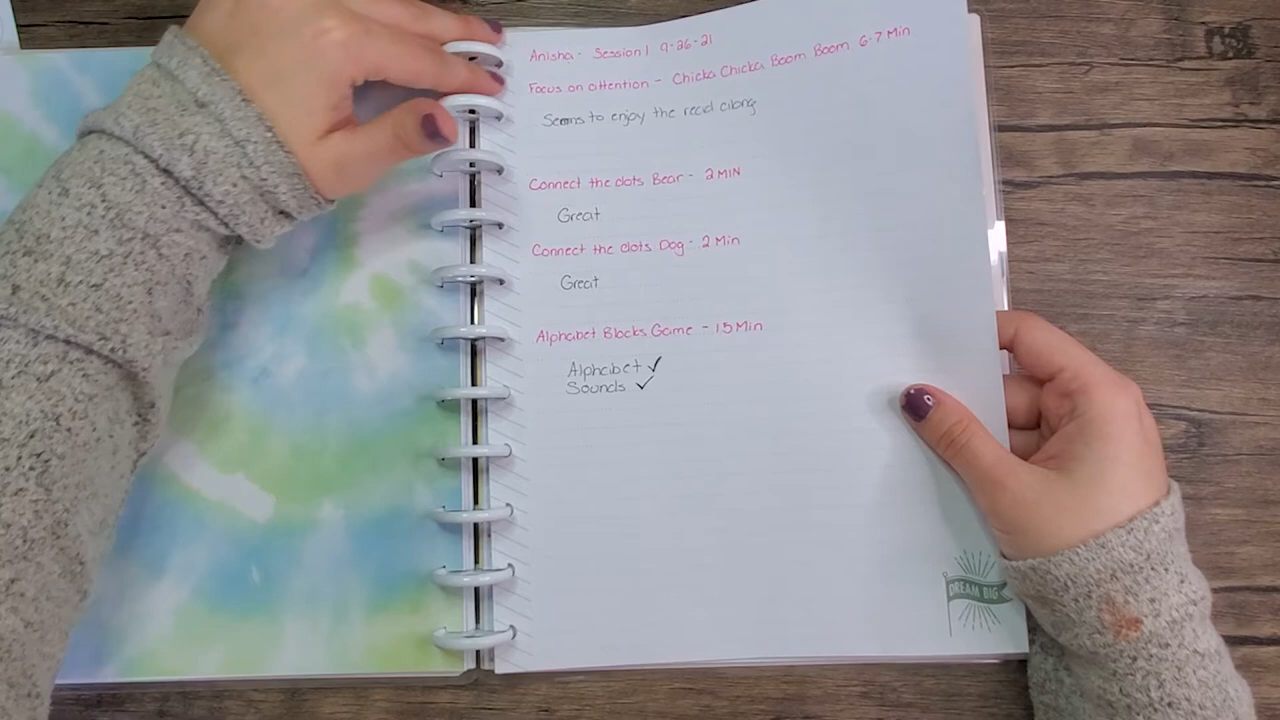 Anisha - Session 1 9-26-21
Focus on attention - Chicka Chicka Boom Boom 6-7 Min
Seems to enjoy the read along
Connect the dots Bear - 2 MIN
Great
Connect the dots Dog - 2 Min
Great
Alphabet Blocks Game - 15 Min
Alphabet ✓
Sounds ✓
DREAM BIG